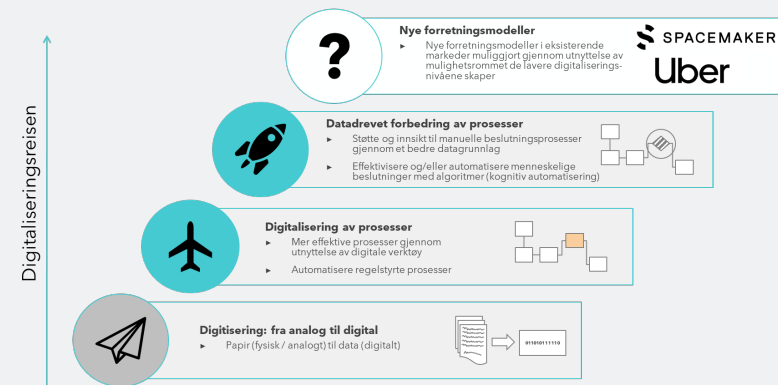 Digitaliseringsreisen
?
Nye forretningsmodeller
► Nye forretningsmodeller i eksisterende
markeder muliggjort gjennom utnyttelse av
mulighetsrommet de lavere digitaliserings-
nivåene skaper
SPACEMAKER
Uber
Datadrevet forbedring av prosesser
► Støtte og innsikt til manuelle beslutningsprosesser
gjennom et bedre datagrunnlag
► Effektivisere og/eller automatisere menneskelige
beslutninger med algoritmer (kognitiv automatisering)
Digitalisering av prosesser
► Mer effektive prosesser gjennom
utnyttelse av digitale verktøy
► Automatisere regelstyrte prosesser
Digitisering: fra analog til digital
► Papir (fysisk / analogt) til data (digitalt)
011010111110